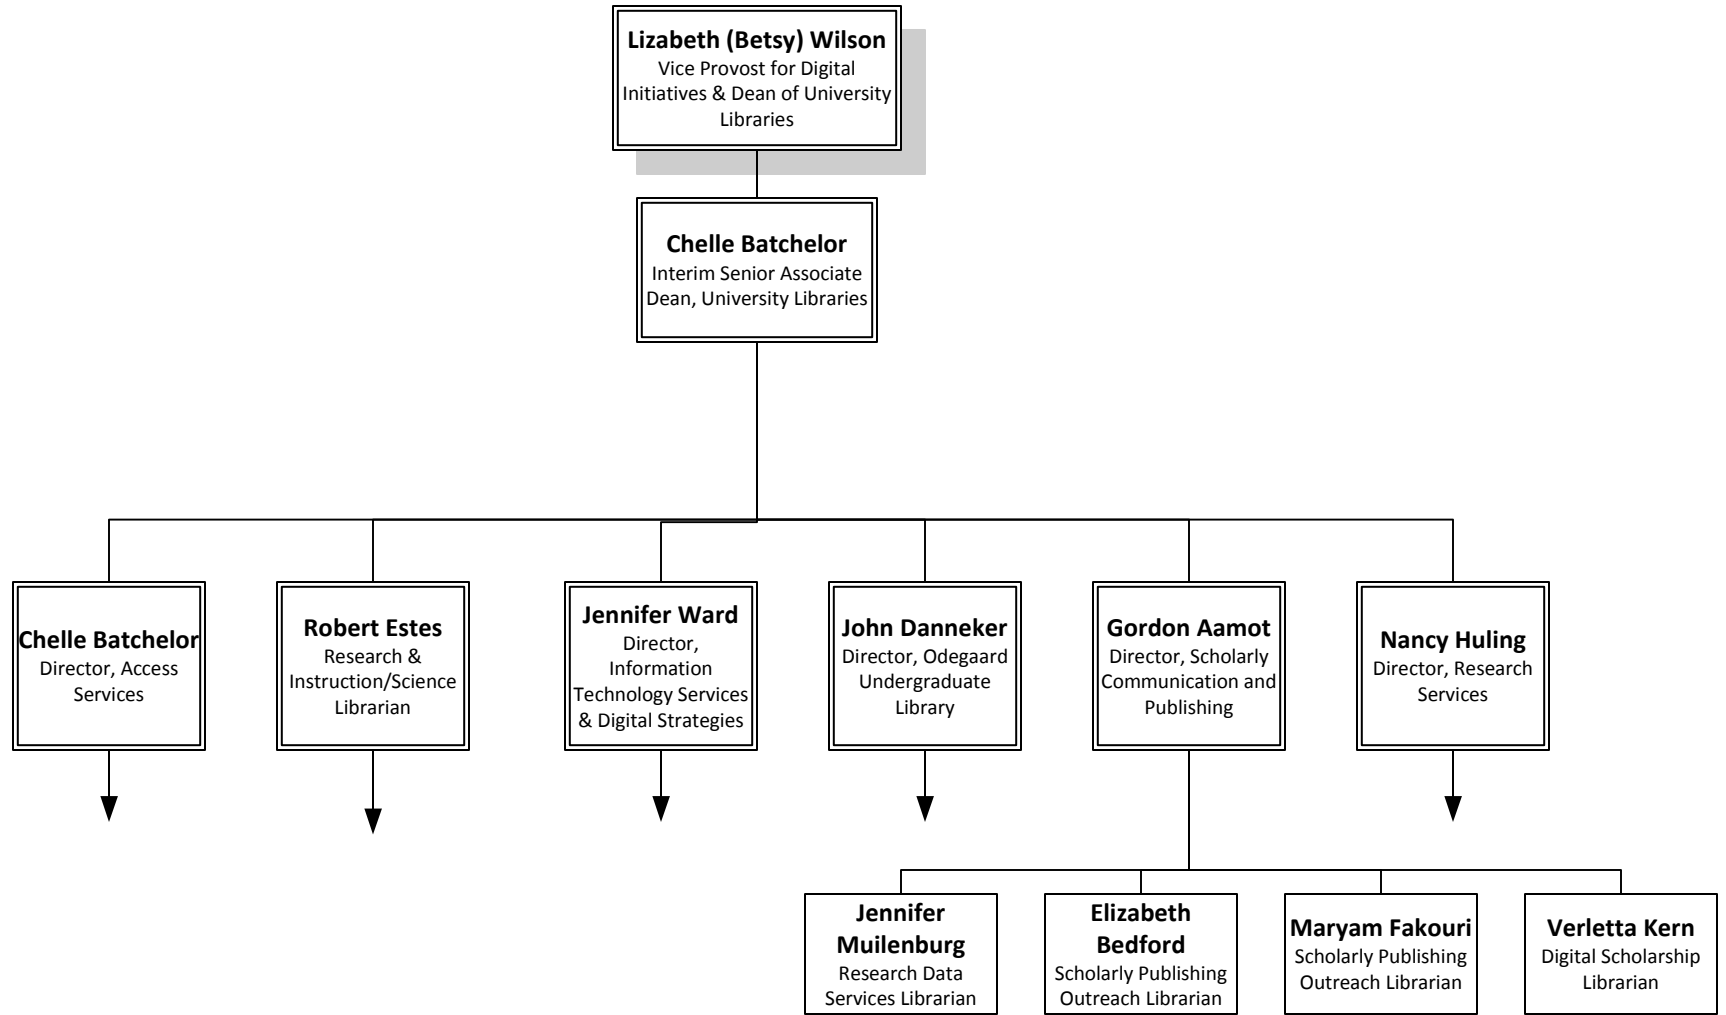 Lizabeth (Betsy) Wilson
Vice Provost for Digital
Initiatives & Dean of University
Libraries
Chelle Batchelor
Interim Senior Associate
Dean, University Libraries
Chelle Batchelor
Director, Access
Services
Robert Estes
Research &
Instruction/Science
Librarian
Jennifer Ward
Director,
Information
Technology Services
& Digital Strategies
John Danneker
Director, Odegaard
Undergraduate
Library
Gordon Aamot
Director, Scholarly
Communication and
Publishing
Nancy Huling
Director, Research
Services
Jennifer
Muilenburg
Research Data
Services Librarian
Elizabeth
Bedford
Scholarly Publishing
Outreach Librarian
Maryam Fakouri
Scholarly Publishing
Outreach Librarian
Verletta Kern
Digital Scholarship
Librarian